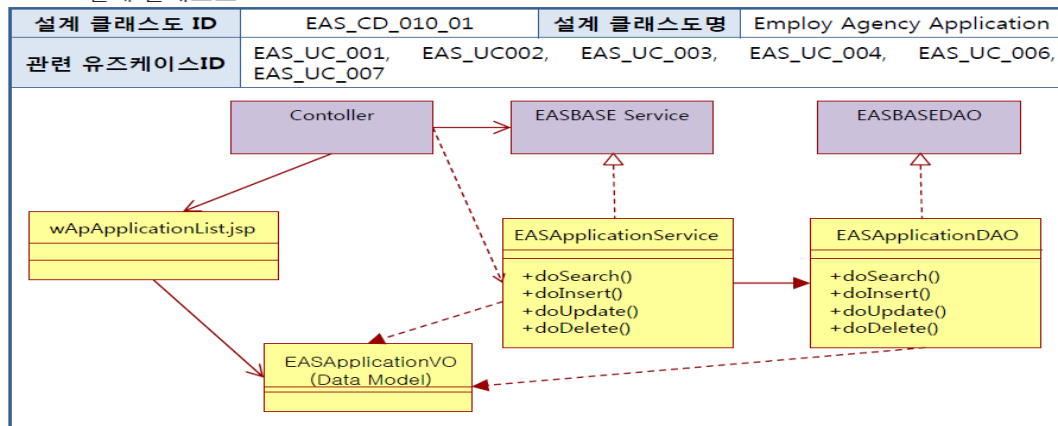 설계 클래스도 ID EAS_CD_010_01 설계 클래스도명 Employ Agency Application
관련 유즈케이스ID EAS_UC_001, EAS_UC002, EAS_UC_003, EAS_UC_004, EAS_UC_006,
EAS_UC_007
Contoller EASBASE Service EASBASEDAO
wApApplicationList.jsp EASApplicationService EASApplicationDAO
+doSearch() +doSearch()
+doInsert() +doInsert()
+doUpdate() +doUpdate()
+doDelete() +doDelete()
EASApplicationVO
(Data Model)